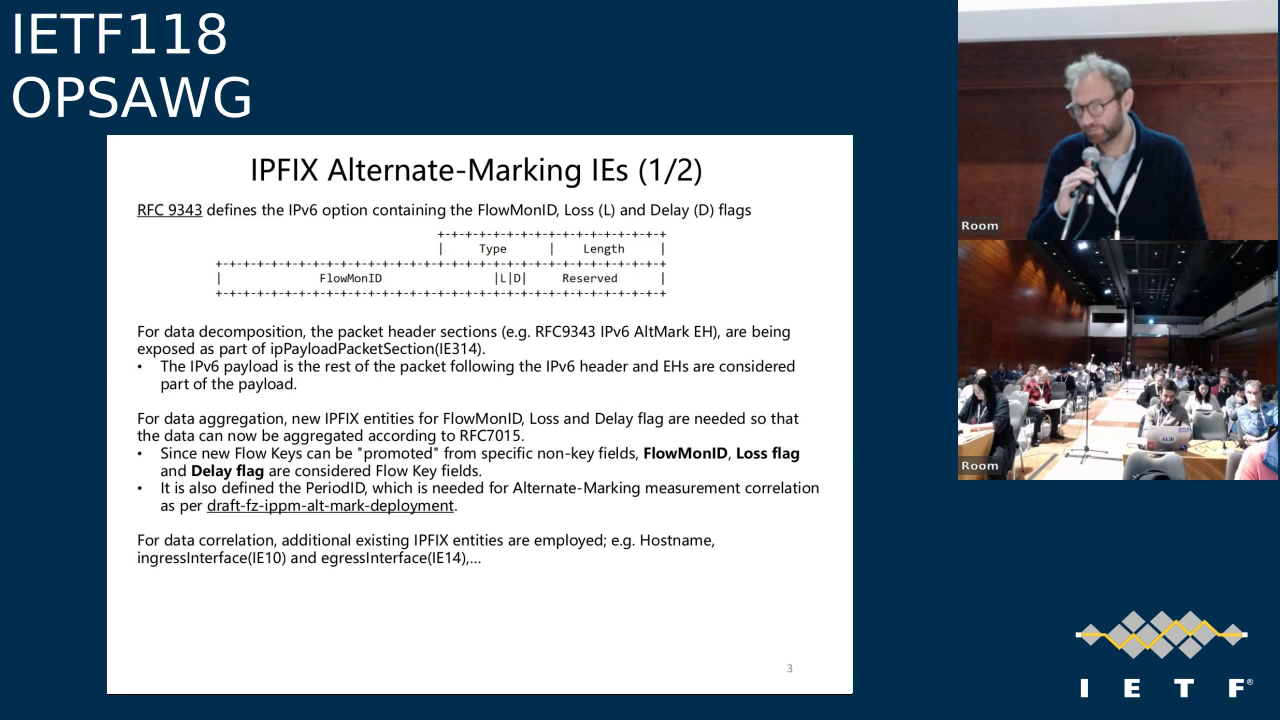 IETF118
OPSAWG
IPFIX Alternate-Marking IEs (1/2)
RFC 9343 defines the IPv6 option containing the FlowMonID, Loss (L) and Delay (D) flags
+-+-+-+-+-+-+-+-+-+-+-+-+-+-+-+-+
|     Type      |    Length     |
+-+-+-+-+-+-+-+-+-+-+-+-+-+-+-+-+-+-+-+-+-+-+-+-+-+-+-+-+-+-+-+-+
|              FlowMonID                |L|D|     Reserved      |
+-+-+-+-+-+-+-+-+-+-+-+-+-+-+-+-+-+-+-+-+-+-+-+-+-+-+-+-+-+-+-+-+
For data decomposition, the packet header sections (e.g. RFC9343 IPv6 AltMark EH), are being
exposed as part of ipPayloadPacketSection(IE314).
• The IPv6 payload is the rest of the packet following the IPv6 header and EHs are considered
part of the payload.
For data aggregation, new IPFIX entities for FlowMonID, Loss and Delay flag are needed so that
the data can now be aggregated according to RFC7015.
• Since new Flow Keys can be "promoted" from specific non-key fields, FlowMonID, Loss flag
and Delay flag are considered Flow Key fields.
• It is also defined the PeriodID, which is needed for Alternate-Marking measurement correlation
as per draft-fz-ippm-alt-mark-deployment.
For data correlation, additional existing IPFIX entities are employed; e.g. Hostname,
ingressInterface(IE10) and egressInterface(IE14),...
3
Room
Room
I E T F®